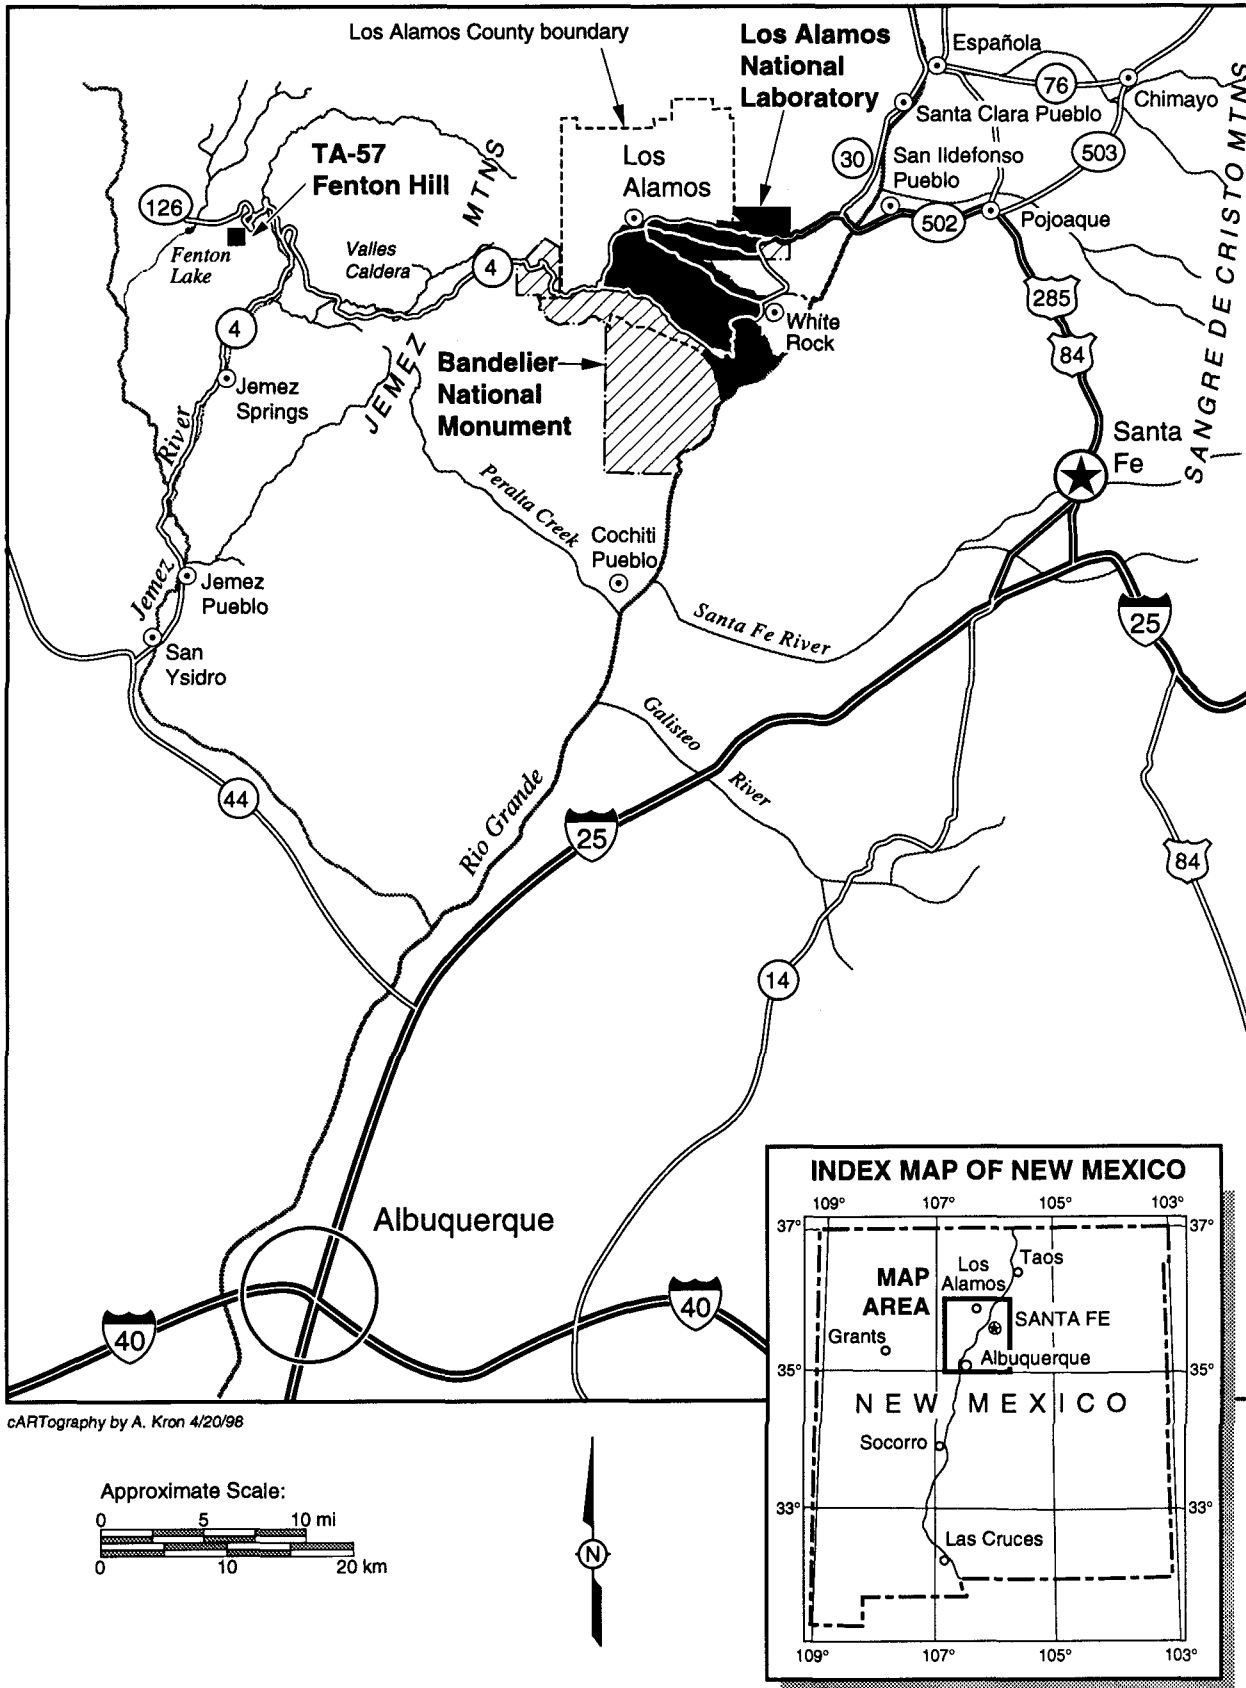 Los Alamos County boundary
Los Alamos
National
Laboratory
Española
76
Chimayo
Santa Clara Pueblo
30
San Ildefonso
Pueblo
503
502
Pojoaque
SANGRE DE CRISTO MTNS
TA-57
Fenton Hill
126
Fenton
Lake
Valles
Caldera
JEMEZ
MTNS
4
4
Los
Alamos
White
Rock
285
84
Bandelier
National
Monument
Jemez
Springs
River
Jemez
Santa
Fe
Peralta Creek
Cochiti
Pueblo
Jemez
Pueblo
San
Ysidro
Santa Fe River
25
Galisteo
River
Rio Grande
44
25
84
14
Albuquerque
40
40
cARTography by A. Kron 4/20/98
Approximate Scale:
0 5 10 mi
0 10 20 km
N
INDEX MAP OF NEW MEXICO
109° 107° 105° 103°
37° 37°
Taos
Los
Alamos
MAP
AREA
SANTA FE
Grants
Albuquerque
35° 35°
NEW MEXICO
Socorro
33° 33°
Las Cruces
109° 107° 105° 103°